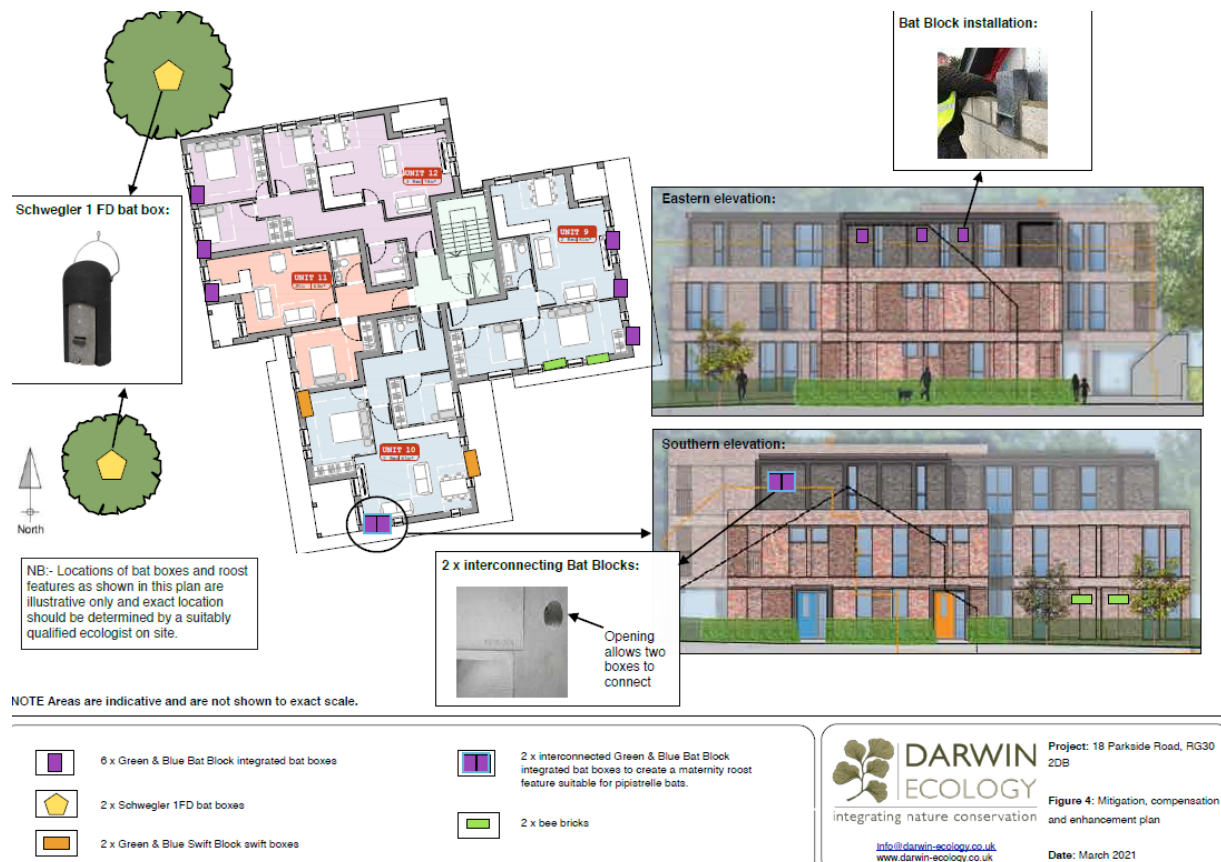 Bat Block installation:
Schwegler 1 FD bat box:
UNIT 12
UNIT 9
UNIT 11
UNIT 10
Eastern elevation:
Southern elevation:
North
NB:- Locations of bat boxes and roost
features as shown in this plan are
illustrative only and exact location
should be determined by a suitably
qualified ecologist on site.
2 x interconnecting Bat Blocks:
Opening
allows two
boxes to
connect
NOTE Areas are indicative and are not shown to exact scale.
6 x Green & Blue Bat Block integrated bat boxes
2 x Schwegler 1FD bat boxes
2 x Green & Blue Swift Block swift boxes
2 x interconnected Green & Blue Bat Block
integrated bat boxes to create a maternity roost
feature suitable for pipistrelle bats.
2 x bee bricks
DARWIN
ECOLOGY
integrating nature conservation
Info@darwin-ecology.co.uk
www.darwin-ecology.co.uk
Project: 18 Parkside Road, RG30
2DB
Figure 4: Mitigation, compensation
and enhancement plan
Date: March 2021